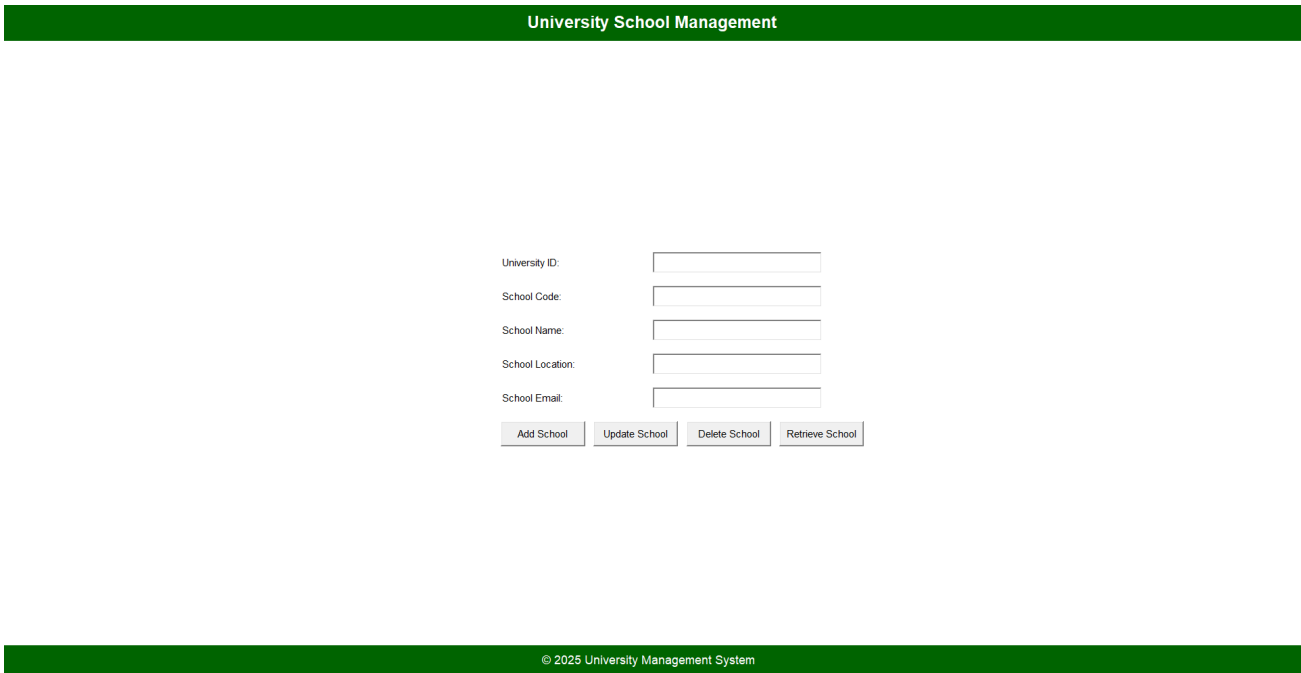 University School Management
University ID:
School Code:
School Name:
School Location:
School Email:
Add School Update School Delete School Retrieve School
© 2025 University Management System